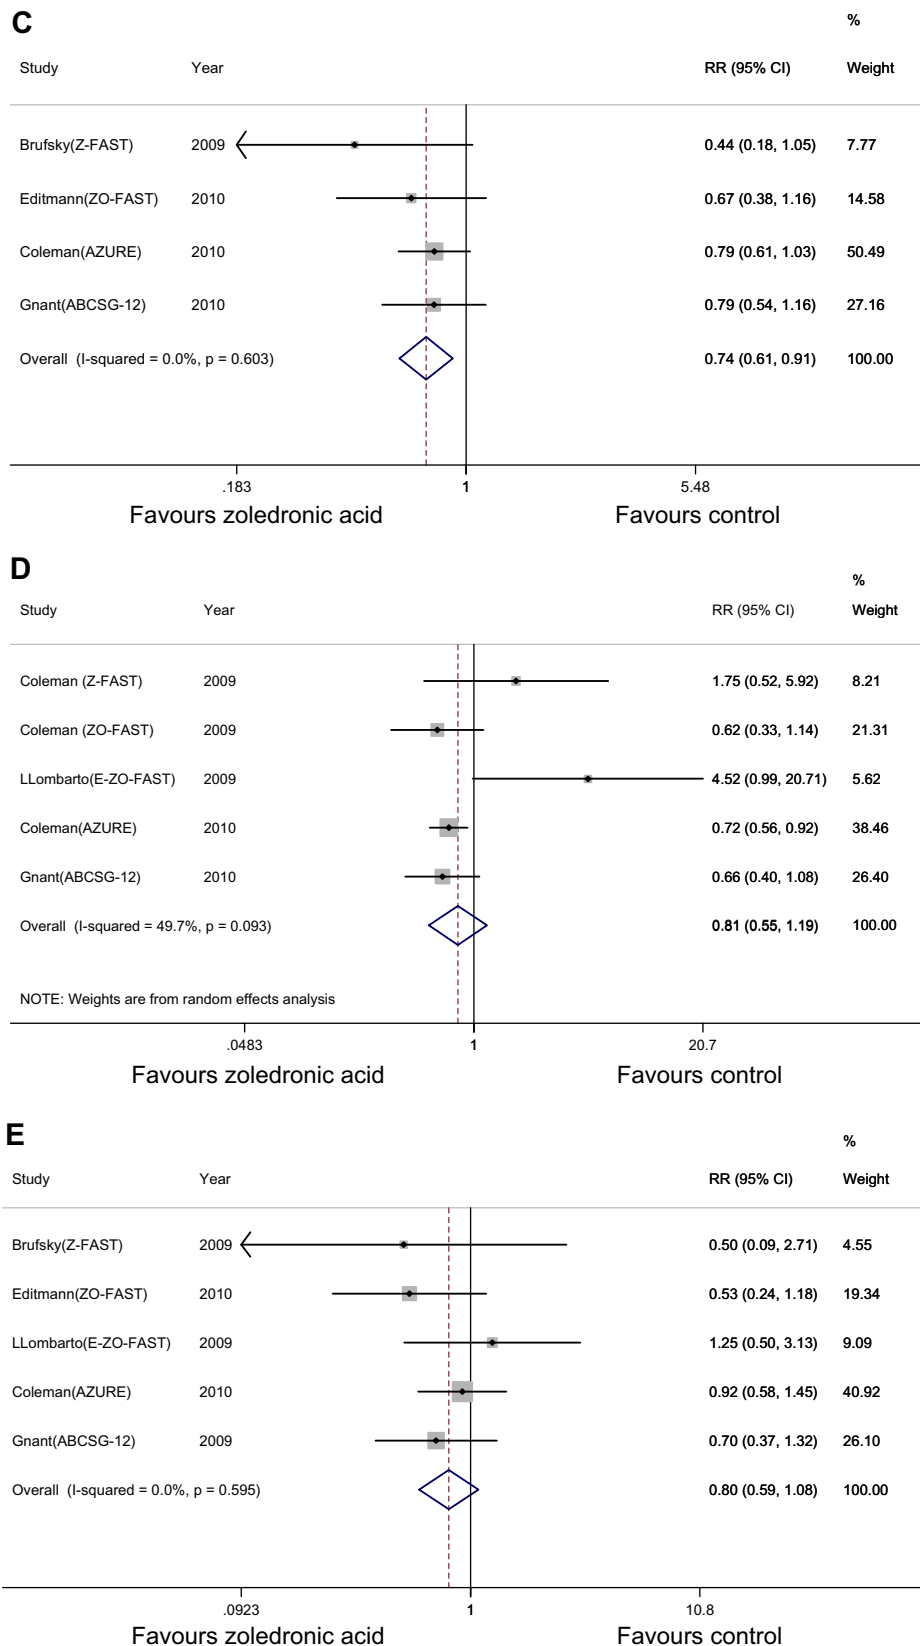 C
%
Study Year RR (95% CI) Weight
Brufsky(Z-FAST) 2009 0.44 (0.18, 1.05) 7.77
Editmann(ZO-FAST) 2010 0.67 (0.38, 1.16) 14.58
Coleman(AZURE) 2010 0.79 (0.61, 1.03) 50.49
Gnant(ABCSG-12) 2010 0.79 (0.54, 1.16) 27.16
Overall (I-squared = 0.0%, p = 0.603) 0.74 (0.61, 0.91) 100.00
.183 1 5.48
Favours zoledronic acid Favours control
D
%
Study Year RR (95% CI) Weight
Coleman (Z-FAST) 2009 1.75 (0.52, 5.92) 8.21
Coleman (ZO-FAST) 2009 0.62 (0.33, 1.14) 21.31
LLombarto(E-ZO-FAST) 2009 4.52 (0.99, 20.71) 5.62
Coleman(AZURE) 2010 0.72 (0.56, 0.92) 38.46
Gnant(ABCSG-12) 2010 0.66 (0.40, 1.08) 26.40
Overall (I-squared = 49.7%, p = 0.093) 0.81 (0.55, 1.19) 100.00
NOTE: Weights are from random effects analysis
.0483 1 20.7
Favours zoledronic acid Favours control
E
%
Study Year RR (95% CI) Weight
Brufsky(Z-FAST) 2009 0.50 (0.09, 2.71) 4.55
Editmann(ZO-FAST) 2010 0.53 (0.24, 1.18) 19.34
LLombarto(E-ZO-FAST) 2009 1.25 (0.50, 3.13) 9.09
Coleman(AZURE) 2010 0.92 (0.58, 1.45) 40.92
Gnant(ABCSG-12) 2009 0.70 (0.37, 1.32) 26.10
Overall (I-squared = 0.0%, p = 0.595) 0.80 (0.59, 1.08) 100.00
.0923 1 10.8
Favours zoledronic acid Favours control